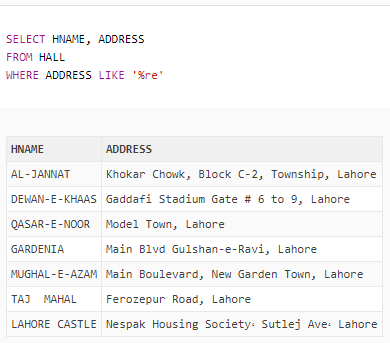 SELECT HNAME, ADDRESS
FROM HALL
WHERE ADDRESS LIKE '%re'
HNAME ADDRESS
AL-JANNAT Khokar Chowk, Block C-2, Township, Lahore
DEWAN-E-KHAAS Gaddafi Stadium Gate # 6 to 9, Lahore
QASAR-E-NOOR Model Town, Lahore
GARDENIA Main Blvd Gulshan-e-Ravi, Lahore
MUGHAL-E-AZAM Main Boulevard, New Garden Town, Lahore
TAJ  MAHAL Ferozepur Road, Lahore
LAHORE CASTLE Nespak Housing Society، Sutlej Ave، Lahore